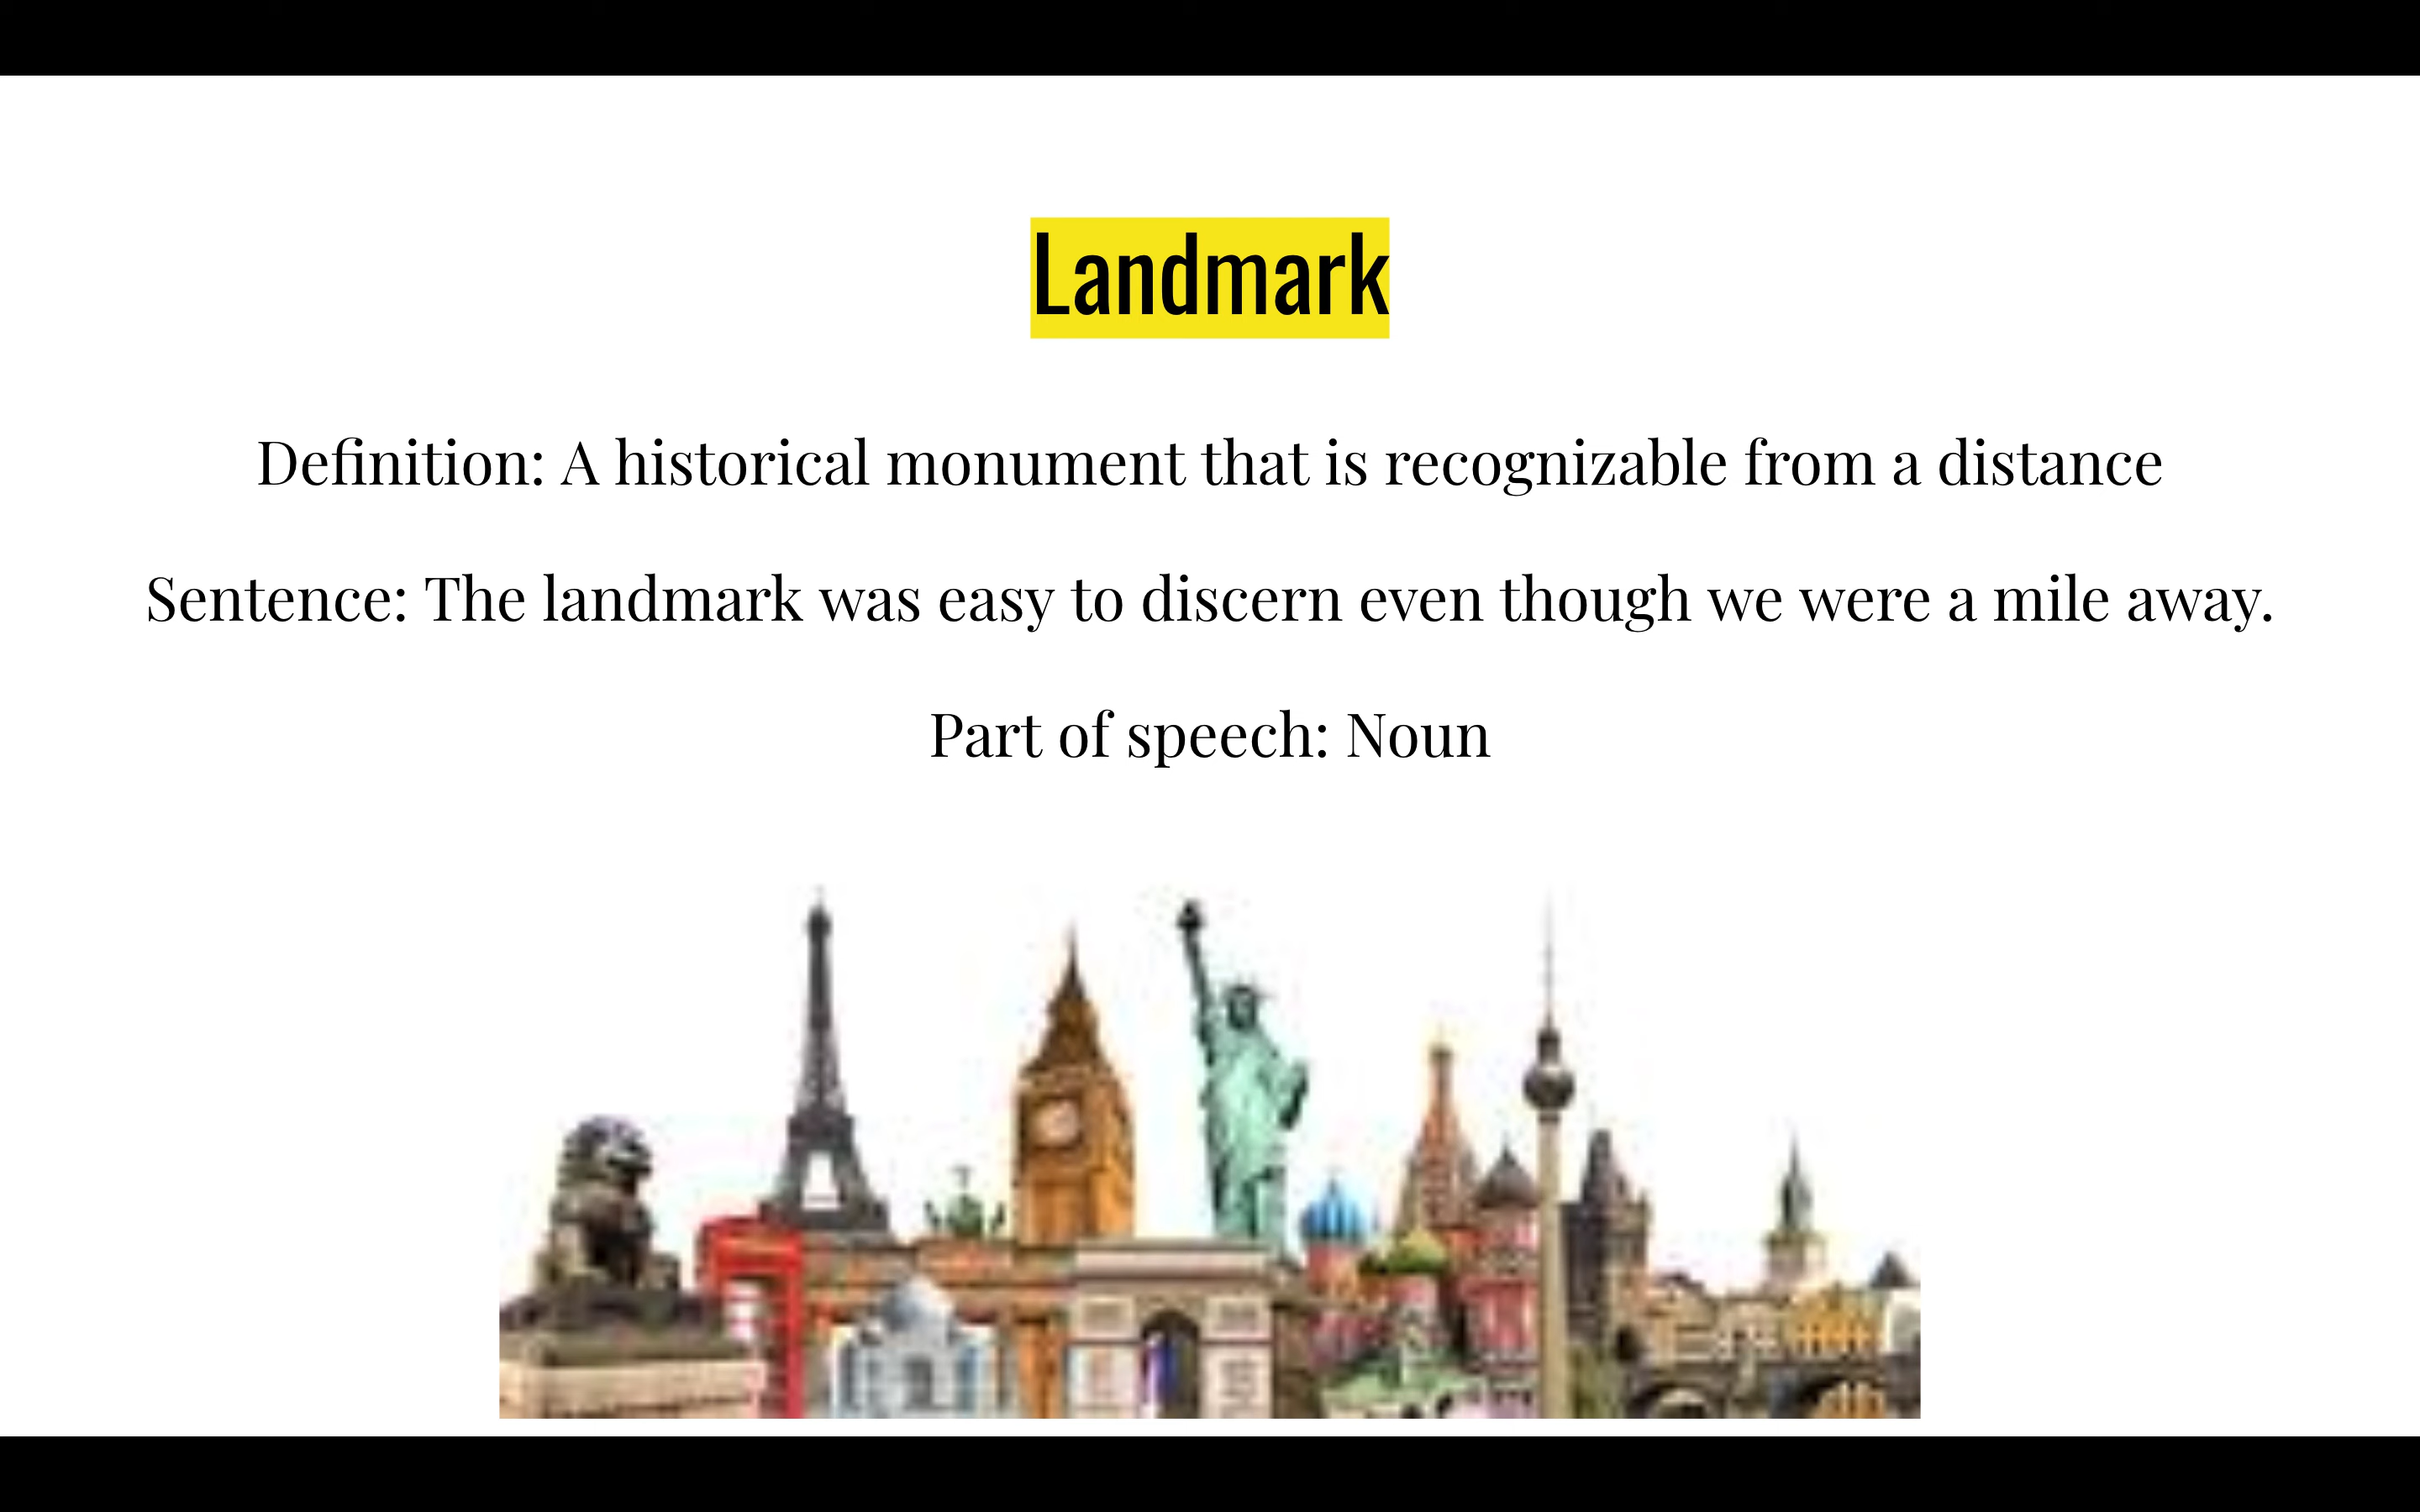 Landmark
Definition: A historical monument that is recognizable from a distance
Sentence: The landmark was easy to discern even though we were a mile away.
Part of speech: Noun